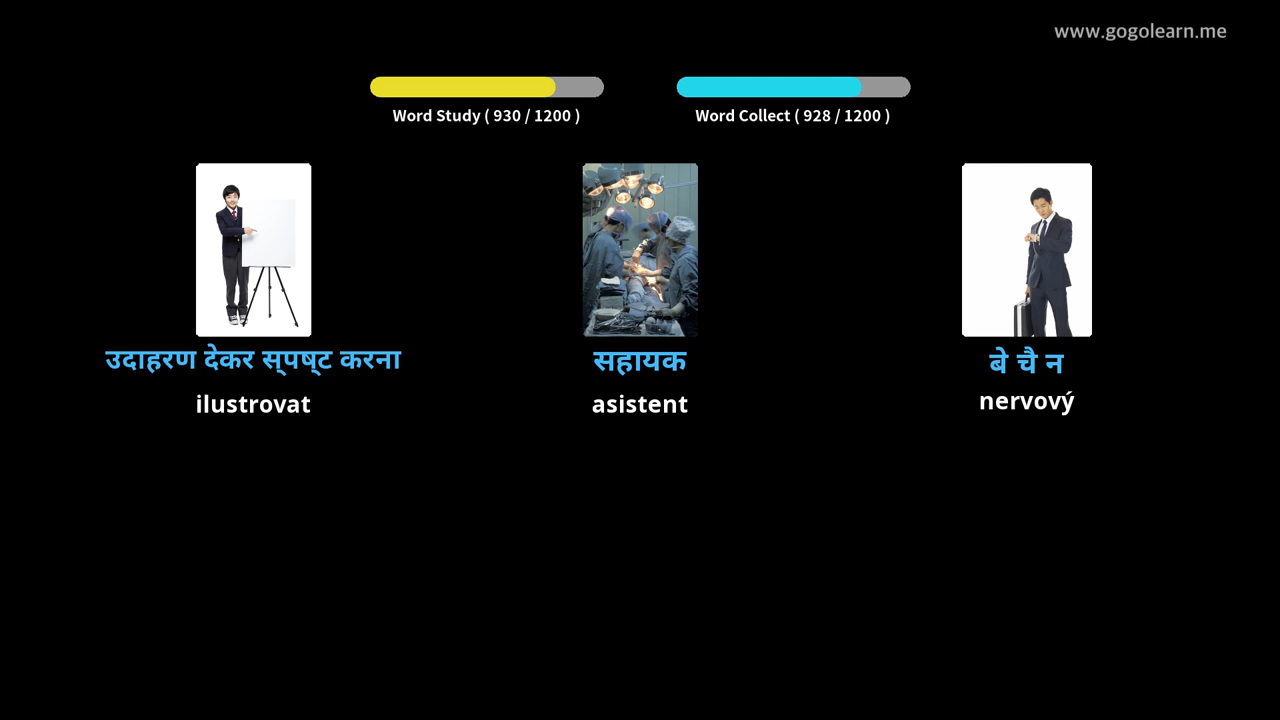 www.gogolearn.me
Word Study ( 930 / 1200 )
Word Collect ( 928 / 1200 )
उदाहरण देकर स्‌पष्‌ट करना
सहायक
बे चै न
ilustrovat
asistent
nervový